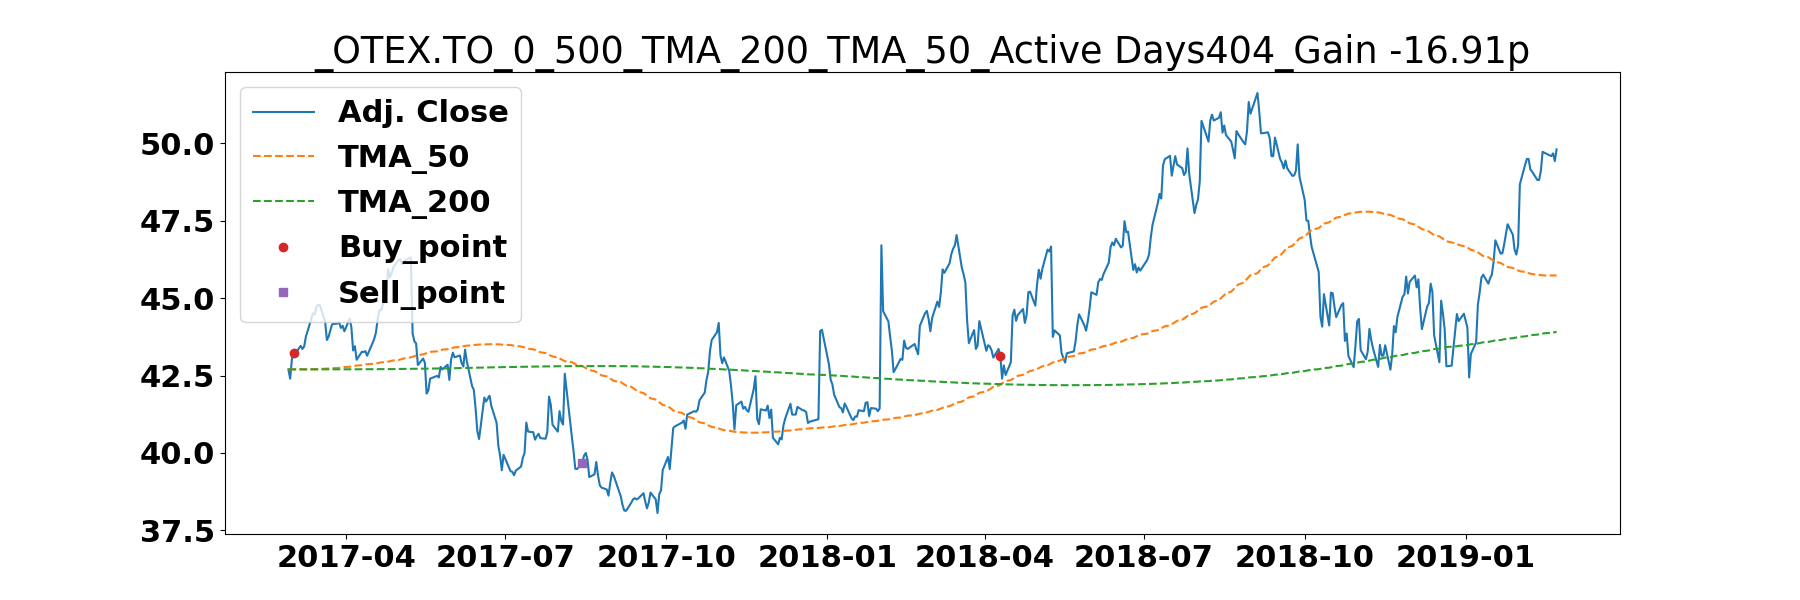 _OTEX.TO_0_500_TMA_200_TMA_50_Active Days404_Gain -16.91p
Adj. Close
TMA_50
TMA_200
Buy_point
Sell_point
50.0
47.5
45.0
42.5
40.0
37.5
2017-04 2017-07 2017-10 2018-01 2018-04 2018-07 2018-10 2019-01